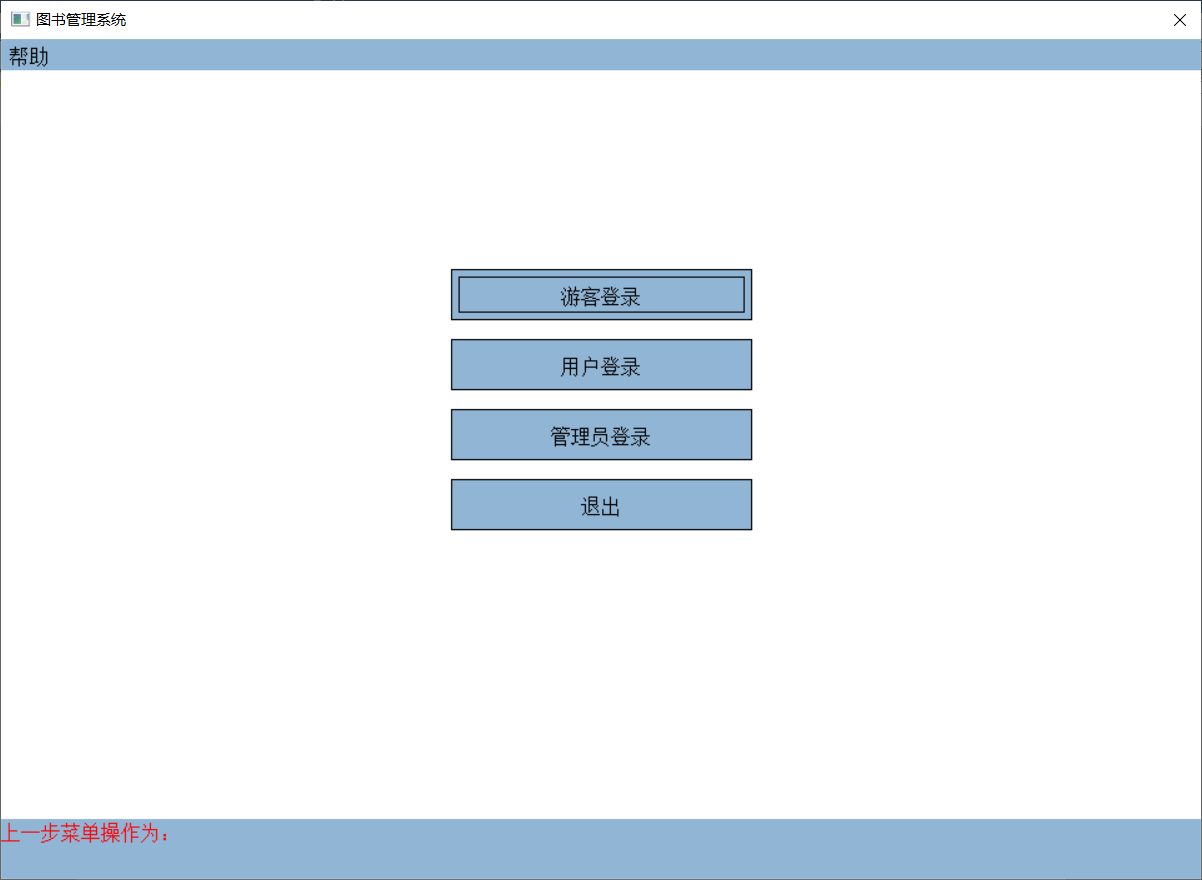 图书管理系统
帮助
游客登录
用户登录
管理员登录
退出
上一步菜单操作为：